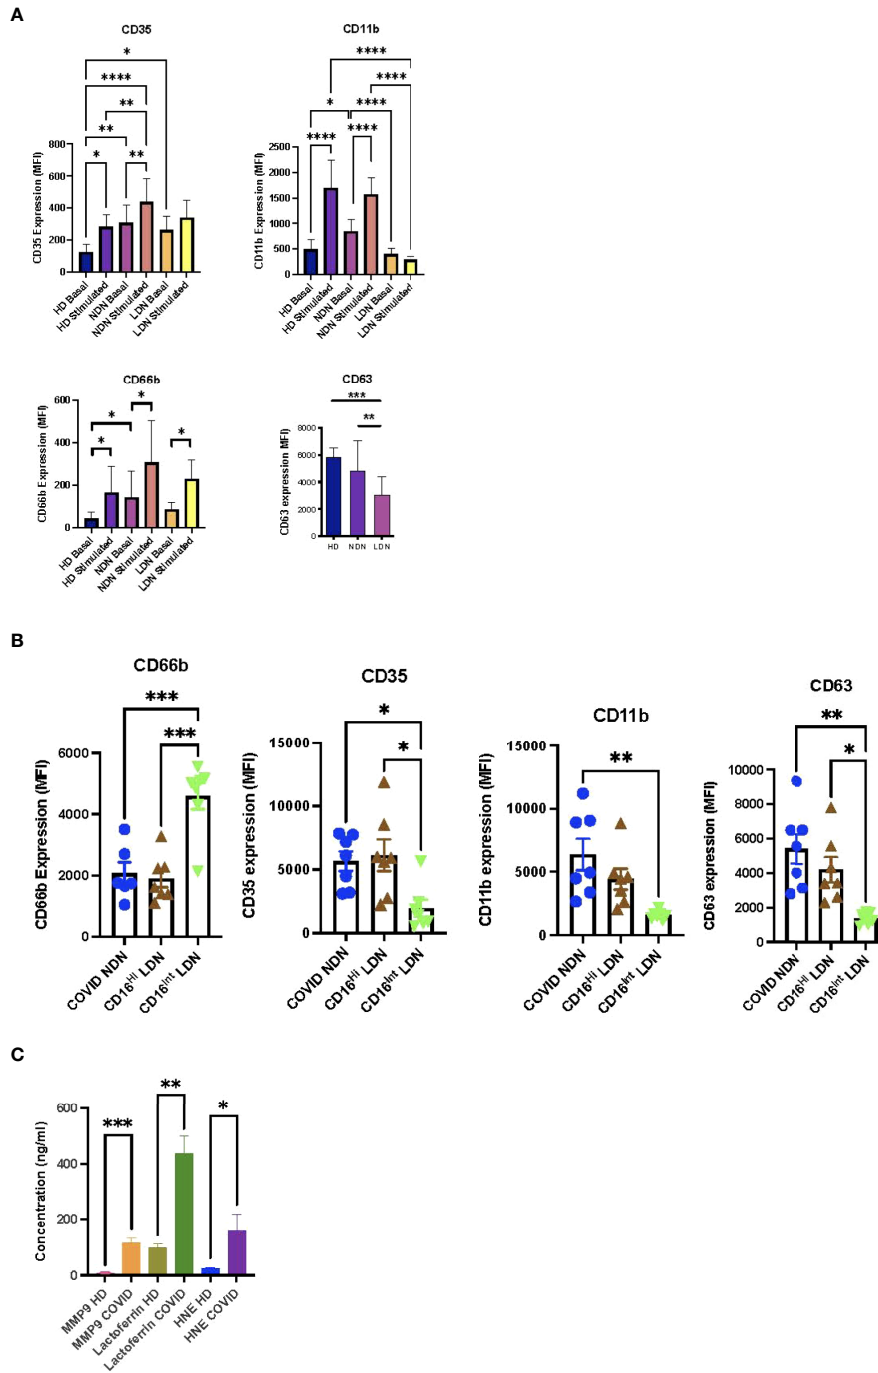 A
CD35
*
****
**
**
*
**
CD35 Expression (MFI)
800
600
400
200
0
HD Basal
HD Stimulated
NDN Basal
NDN Stimulated
LDN Basal
LDN Stimulated
CD11b
****
****
*
****
****
****
CD11b Expression (MFI)
2500
2000
1500
1000
500
0
HD Basal
HD Stimulated
NDN Basal
NDN Stimulated
LDN Basal
LDN Stimulated
CD66b
*
*
*
*
CD66b Expression (MFI)
600
400
200
0
HD Basal
HD Stimulated
NDN Basal
NDN Stimulated
LDN Basal
LDN Stimulated
CD63
***
**
CD63 expression MFI)
8000
6000
4000
2000
0
HD
NDN
LDN
B
CD66b
***
***
CD66b Expression (MFI)
6000
4000
2000
0
COVID NDN
CD16Hi LDN
CD16Int LDN
CD35
*
*
CD35 expression (MFI)
15000
10000
5000
0
COVID NDN
CD16Hi LDN
CD16Int LDN
CD11b
**
CD11b expression (MFI)
15000
10000
5000
0
COVID NDN
CD16Hi LDN
CD16Int LDN
CD63
**
*
CD63 expression (MFI)
10000
8000
6000
4000
2000
0
COVID NDN
CD16Hi LDN
CD16Int LDN
C
***
**
*
Concentration (ng/ml)
600
400
200
0
MMP9 HD
MMP9 COVID
Lactoferrin HD
Lactoferrin COVID
HNE HD
HNE COVID